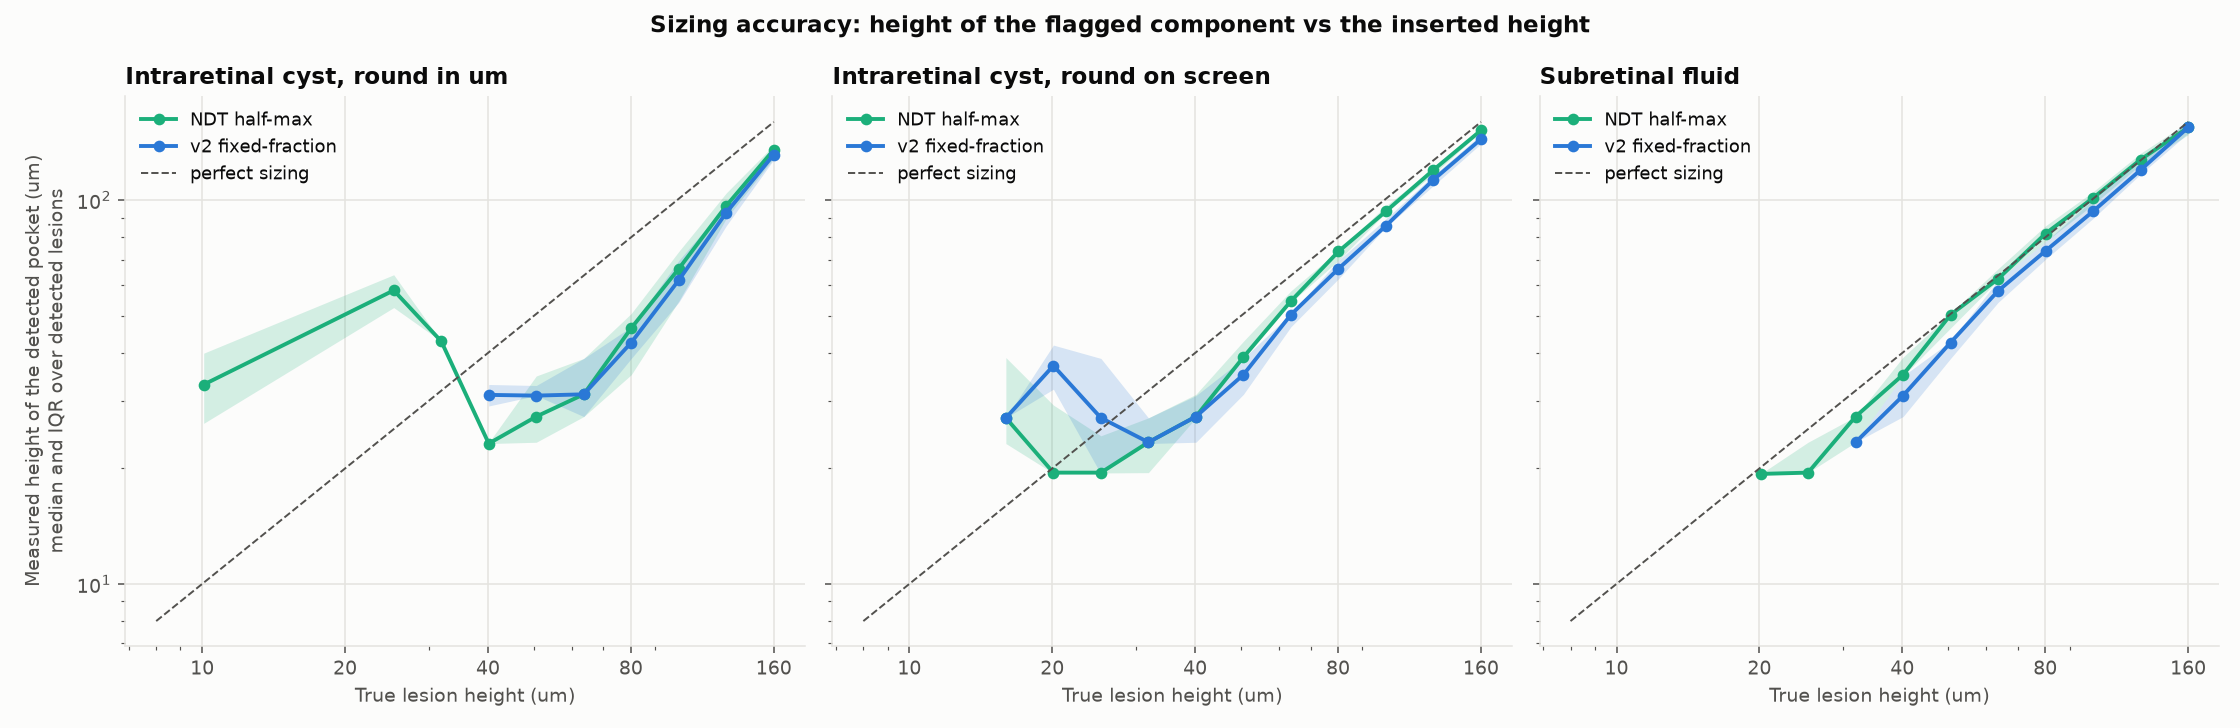 Sizing accuracy: height of the flagged component vs the inserted height
Intraretinal cyst, round in um
NDT half-max
v2 fixed-fraction
perfect sizing
Measured height of the detected pocket (um)
median and IQR over detected lesions
10²
10¹
10 20 40 80 160
True lesion height (um)
Intraretinal cyst, round on screen
NDT half-max
v2 fixed-fraction
perfect sizing
10 20 40 80 160
True lesion height (um)
Subretinal fluid
NDT half-max
v2 fixed-fraction
perfect sizing
10 20 40 80 160
True lesion height (um)